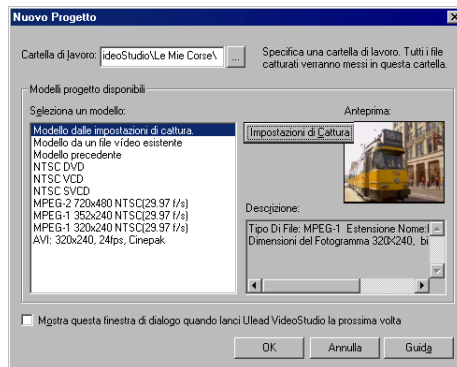 Nuovo Progetto
Cartella di lavoro: ideoStudio\Le Mie Corse\ ...
Specifica una cartella di lavoro. Tutti i file
catturati verranno messi in questa cartella.
Modelli progetto disponibili
Seleziona un modello:
Anteprima:
Modello dalle impostazioni di cattura.
Modello da un file vídeo esistente
Modello precedente
NTSC DVD
NTSC VCD
NTSC SVCD
MPEG-2 720x480 NTSC(29.97 f/s)
MPEG-1 352x240 NTSC(29.97 f/s)
MPEG-1 320x240 NTSC(29.97 f/s)
AVI: 320x240, 24fps, Cinepak
Impostazioni di Cattura
Descrizione:
Tipo Di File: MPEG-1 Estensione Nome:
Dimensioni del Fotogramma 320X240, bi
Mostra questa finestra di dialogo quando lanci Ulead VideoStudio la prossima volta
OK
Annulla
Guida